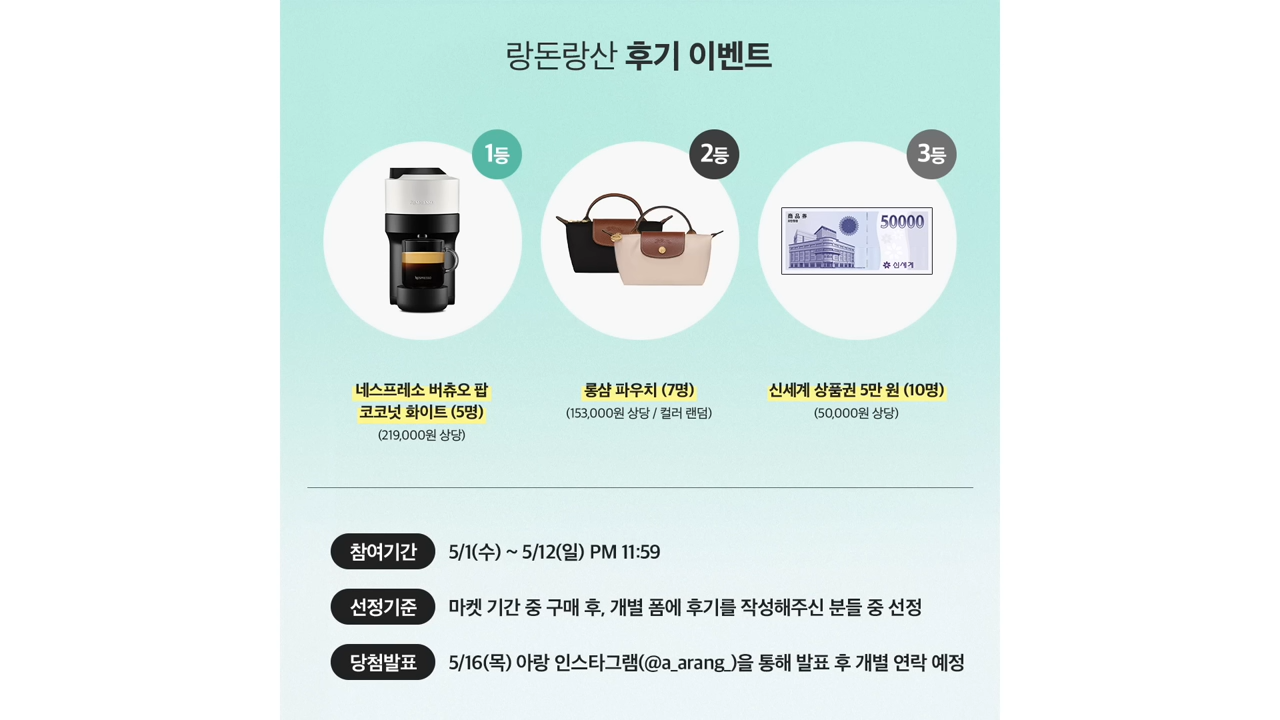 랑돈랑산 후기 이벤트
1등
2등
3등
商品券
50000
신세계
네스프레소 버츄오 팝
코코넛 화이트 (5명)
(219,000원 상당)
롱샴 파우치 (7명)
(153,000원 상당 / 컬러 랜덤)
신세계 상품권 5만 원 (10명)
(50,000원 상당)
참여기간 5/1(수) ~ 5/12(일) PM 11:59
선정기준 마켓 기간 중 구매 후, 개별 폼에 후기를 작성해주신 분들 중 선정
당첨발표 5/16(목) 아랑 인스타그램(@a_arang_)을 통해 발표 후 개별 연락 예정